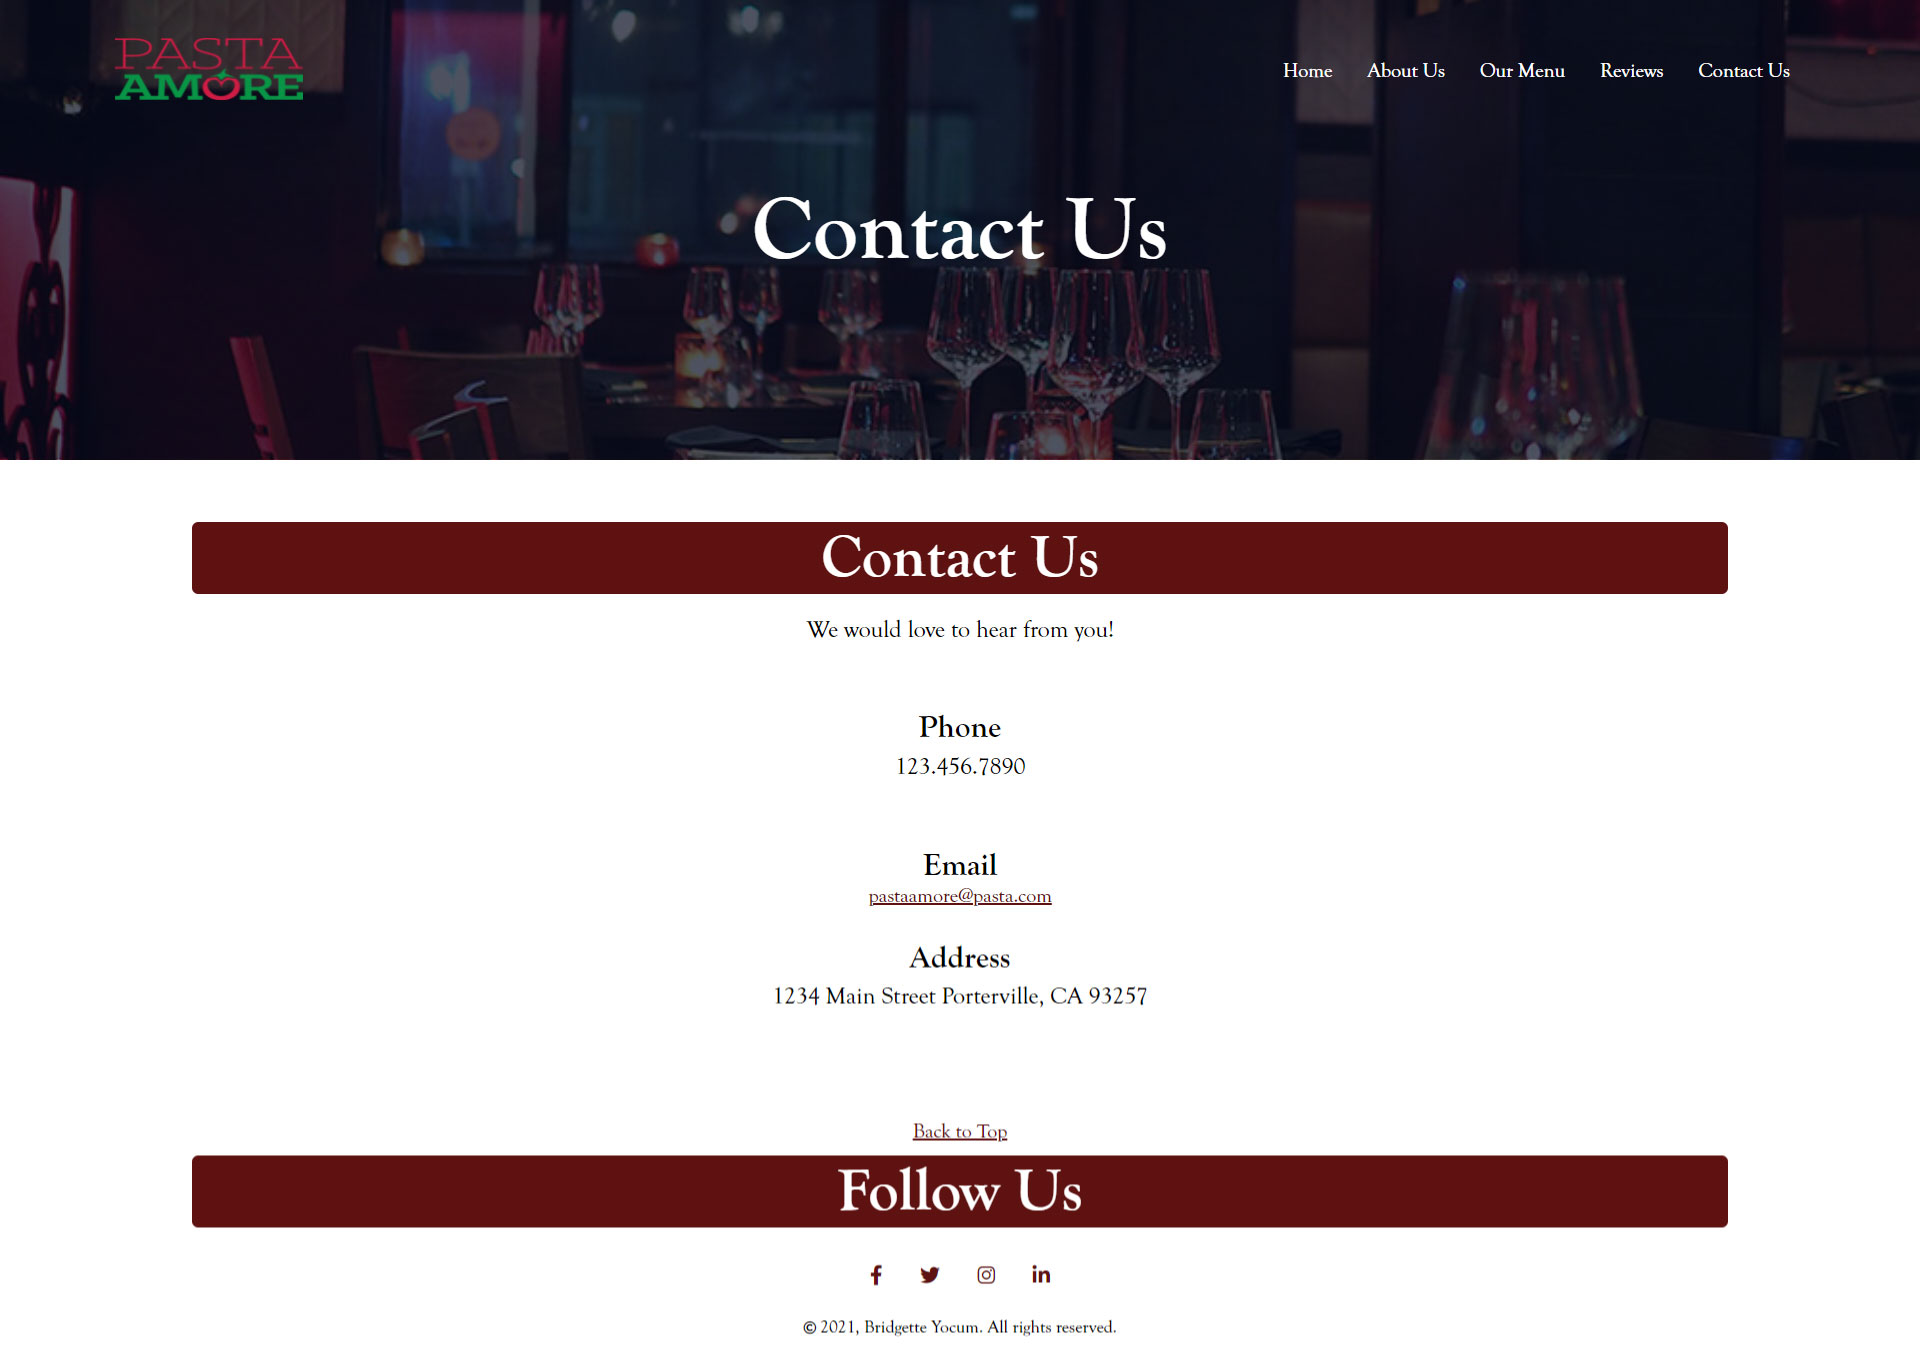 PASTA
AMORE
Home About Us Our Menu Reviews Contact Us
Contact Us
Contact Us
We would love to hear from you!
Phone
123.456.7890
Email
pastaamore@pasta.com
Address
1234 Main Street Porterville, CA 93257
Back to Top
Follow Us
© 2021, Bridgette Yocum. All rights reserved.